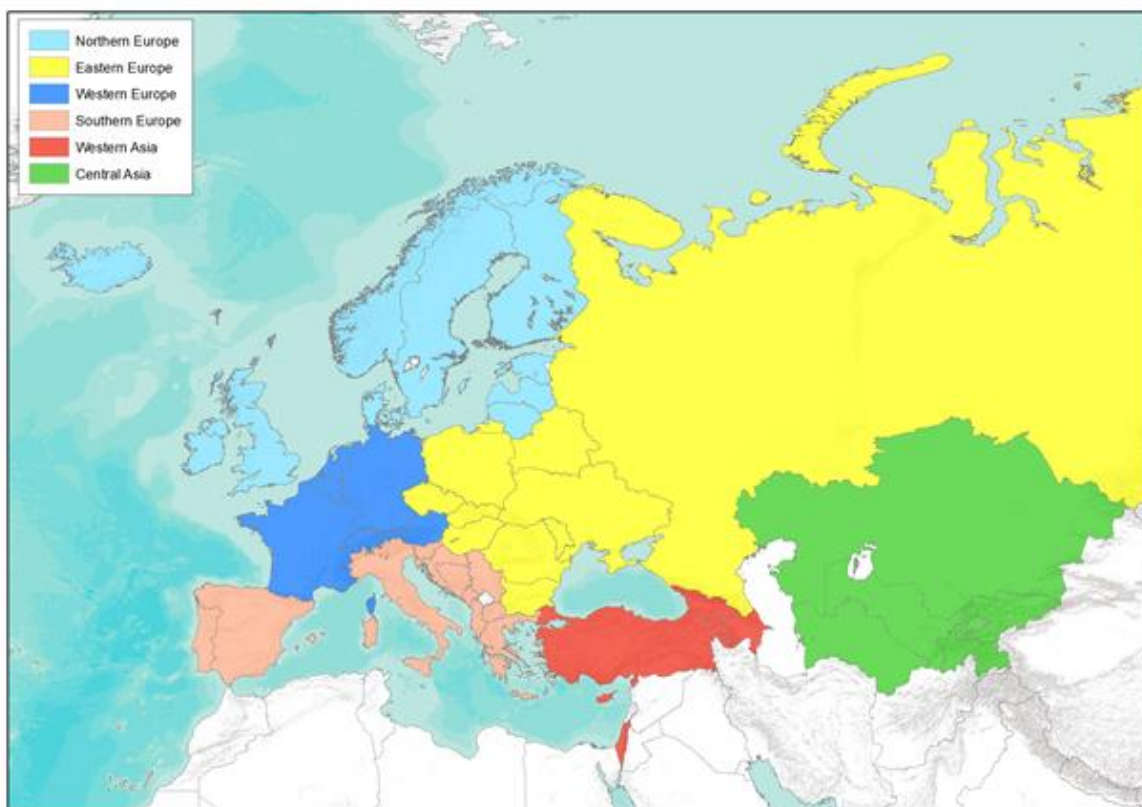 Northern Europe
Eastern Europe
Western Europe
Southern Europe
Western Asia
Central Asia